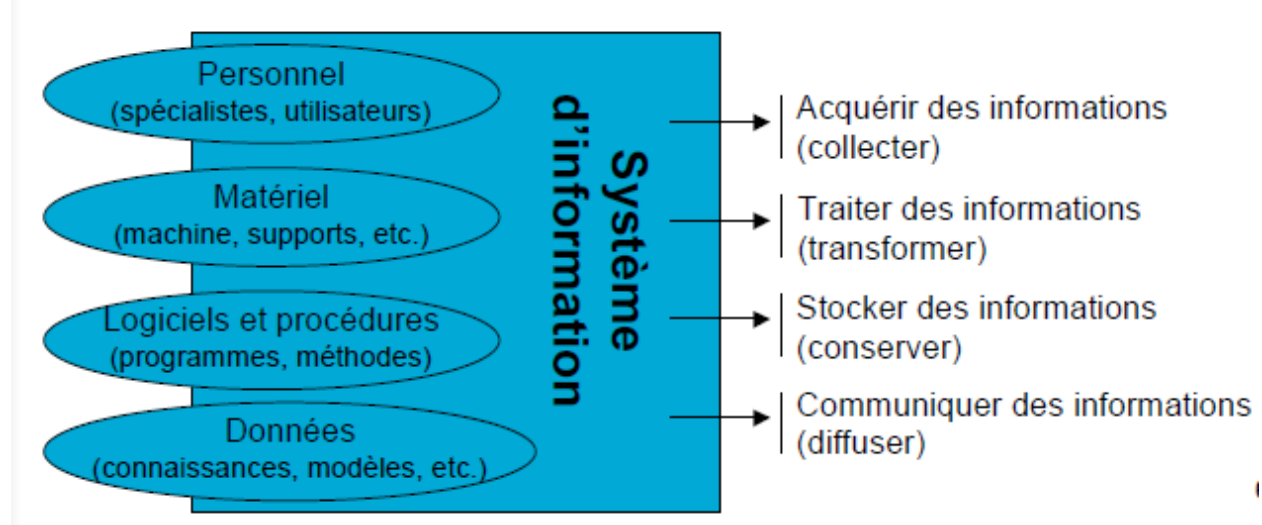 Personnel
(spécialistes, utilisateurs)
Matériel
(machine, supports, etc.)
Logiciels et procédures
(programmes, méthodes)
Données
(connaissances, modèles, etc.)
Système
d'information
Acquérir des informations
(collecter)
Traiter des informations
(transformer)
Stocker des informations
(conserver)
Communiquer des informations
(diffuser)